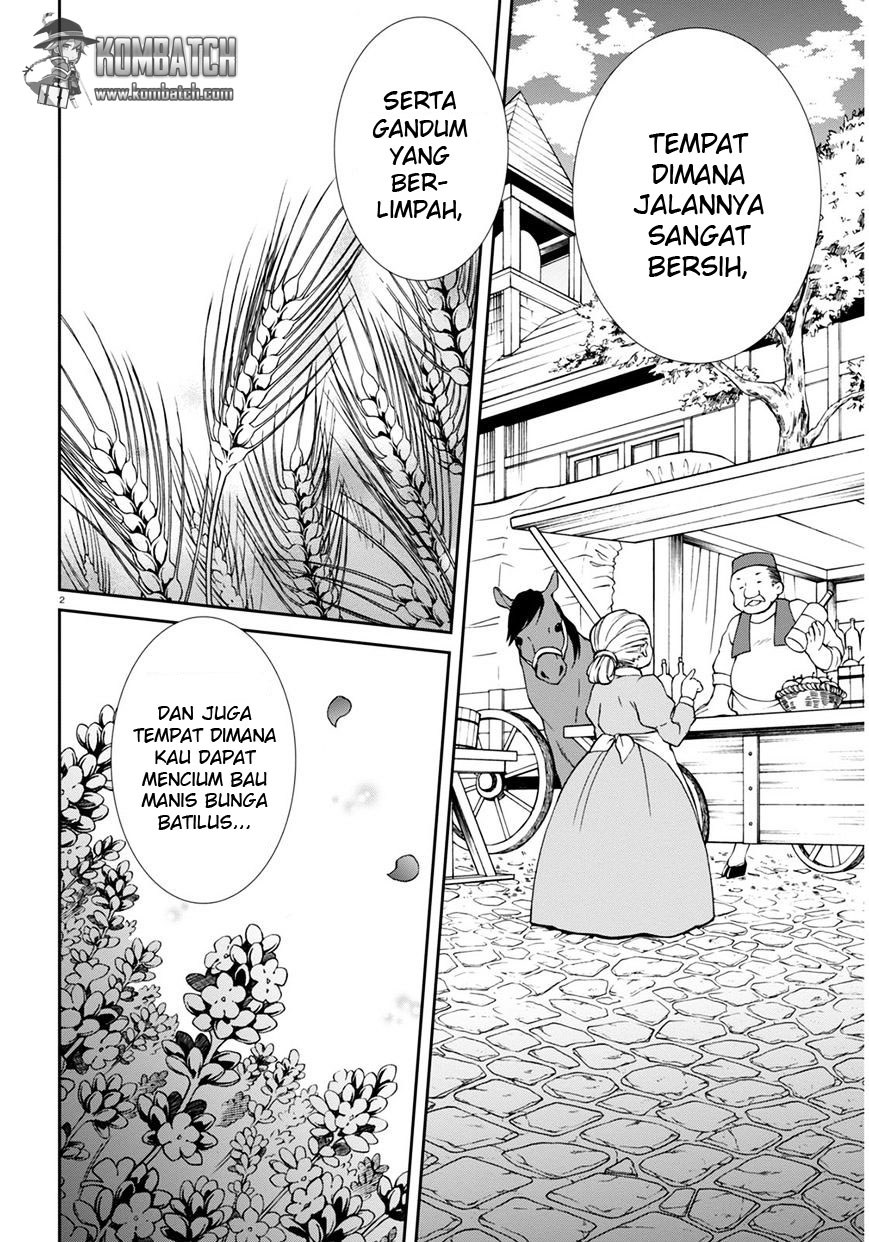 KOMBATCH
www.kombatch.com
TEMPAT
DIMANA
JALANNYA
SANGAT
BERSIH,
SERTA
GANDUM
YANG
BER-
LIMPAH,
2
DAN JUGA
TEMPAT DIMANA
KAU DAPAT
MENCIUM BAU
MANIS BUNGA
BATILUS...